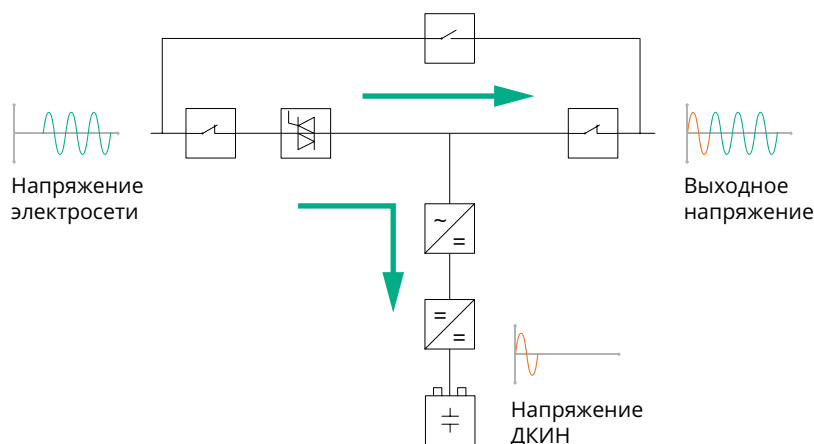 Напряжение
электросети
Выходное
напряжение
~
=
=
=
Напряжение
ДКИН